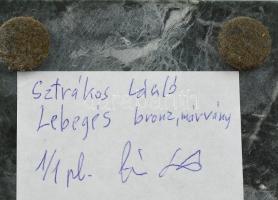 Sztrákos László
Lebegés bronz, márvány
1/1 pl.